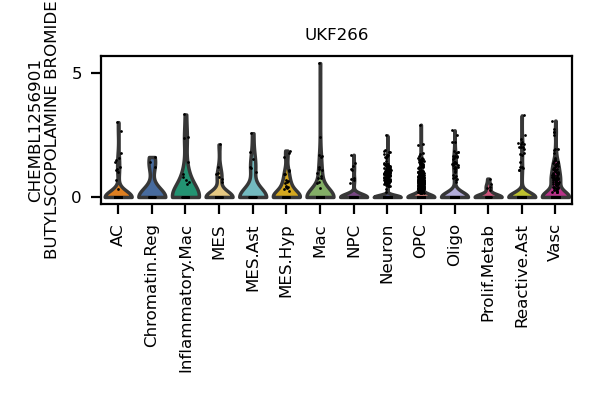 UKF266
CHEMBL1256901
BUTYLSCOPOLAMINE BROMIDE
5
0
AC
Chromatin.Reg
Inflammatory.Mac
MES
MES.Ast
MES.Hyp
Mac
NPC
Neuron
OPC
Oligo
Prolif.Metab
Reactive.Ast
Vasc